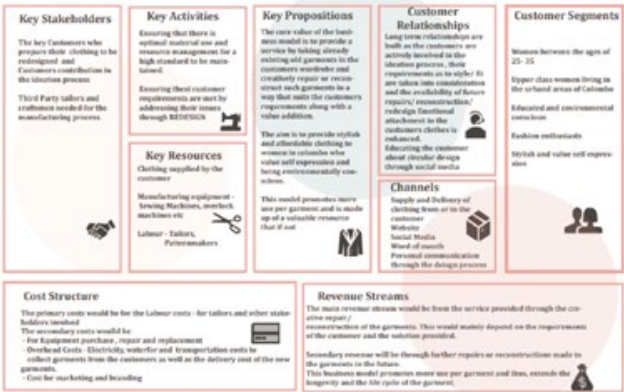 Key Stakeholders
The key Customers who
prepare their clothing to be
redesigned and
Customers contribution in
the ideation process
Third Party tailors and
craftsmen needed for the
manufacturing process.
Key Activities
Ensuring that there is
optimal material use and
resource management for a
high standard to be main-
tained.
Ensuring thest customer
requirements are met by
addressing their issues
through REDESIGN
Key Resources
Clothing supplied by the
customer
Manufacturing equipment -
Sewing Machines, overlock
machines etc
Labour - Tailors,
Patternmakers
Key Propositions
The core value of the busi-
ness model is to provide a
service by taking already
existing old garments in the
customers wardrobe and
creatively repair or recon-
struct such garments in a
way that suits the customers
requirements along with a
value addition.
The aim is to provide stylish
and affordable clothing to
women in colombo who
value self expression and
being environmentally con-
scious.
This model promotes more
use per garment and is made
up of a valuable resource
that if not
Customer
Relationships
Long term relationships are
built as the customers are
actively involved in the
ideation process, their
requirements as to style/ fit
are taken into consideration
and the availability of future
repairs/ reconstruction/
redesign Emotional
attachment to the
customers clothes is
enhanced.
Educating the customer
about circular design
through social media
Channels
Supply and Delivery of
clothing from or to the
customer
Website
Social Media
Word of mouth
Personal communication
through the deisgn process
Customer Segments
Women between the ages of
25- 35
Upper class women living in
the urband areas of Colombo
Educated and environmental
conscious
Fashion enthusiasts
Stylish and value self expres-
sion
Cost Structure
The primary costs would be for the Labour costs - for tailors and other stake-
holders involved
The secondary costs would be
- For Equipment purchase, repair and replacement
- Overhead Costs - Electricity, waterfor and transportation costs to
collect garments from the customers as well as the delivery cost of the new
garments.
- Cost for marketing and branding
Revenue Streams
The main revenue stream would be from the service provided through the cre-
ative repair/
reconstruction of the garments. This would mainly depend on the requirements
of the customer and the solution provided.
Secondary revenue will be through further repairs or reconstructions made to
the garments in the future.
This business model promotes more use per garment and thus, extends the
longevity and the life cycle of the garment.